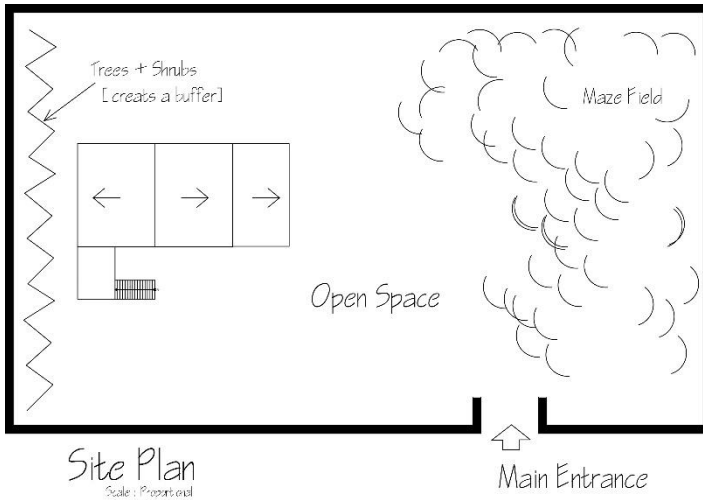 Trees + Shrubs
[creats a buffer]
Maze Field
Open Space
Site Plan
Scale : Proportional
Main Entrance